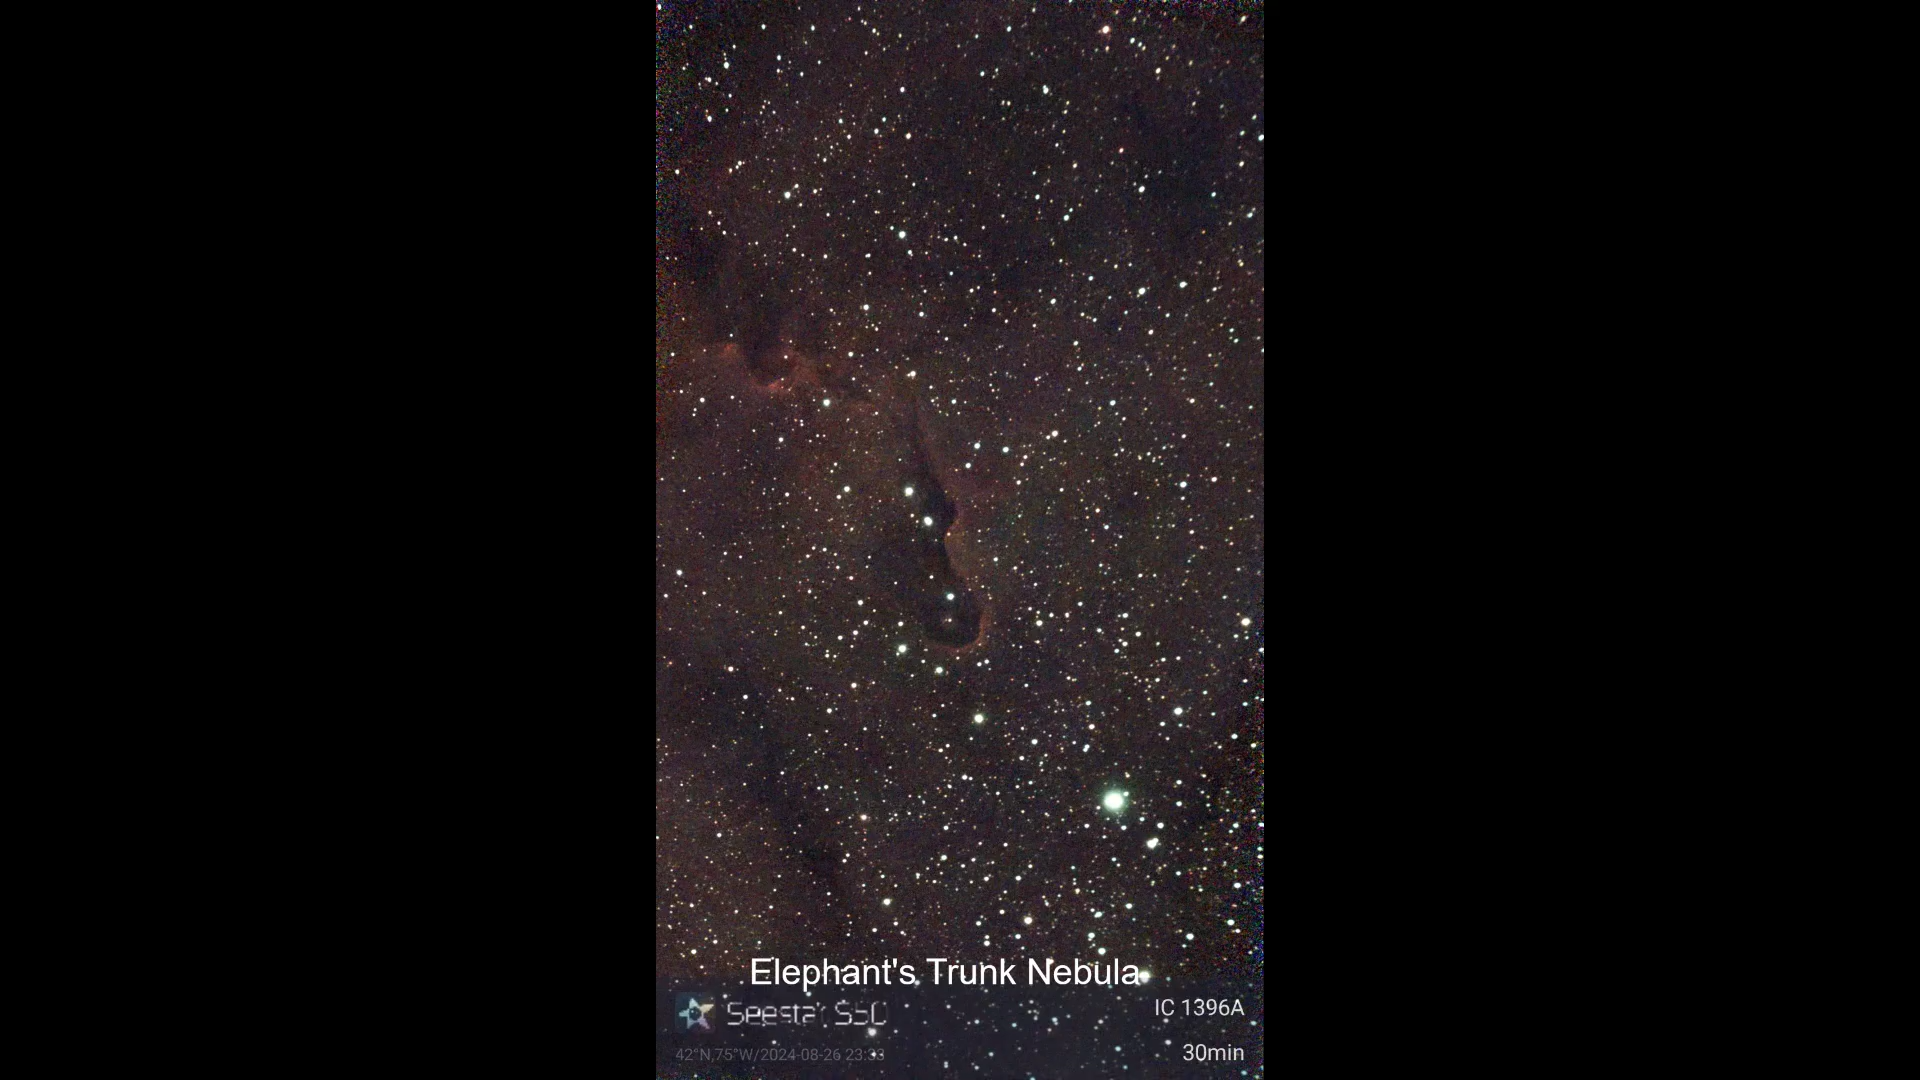 Elephant's Trunk Nebula
Seestar S50
IC 1396A
42°N,75°W/2024-08-26 23:33
30min